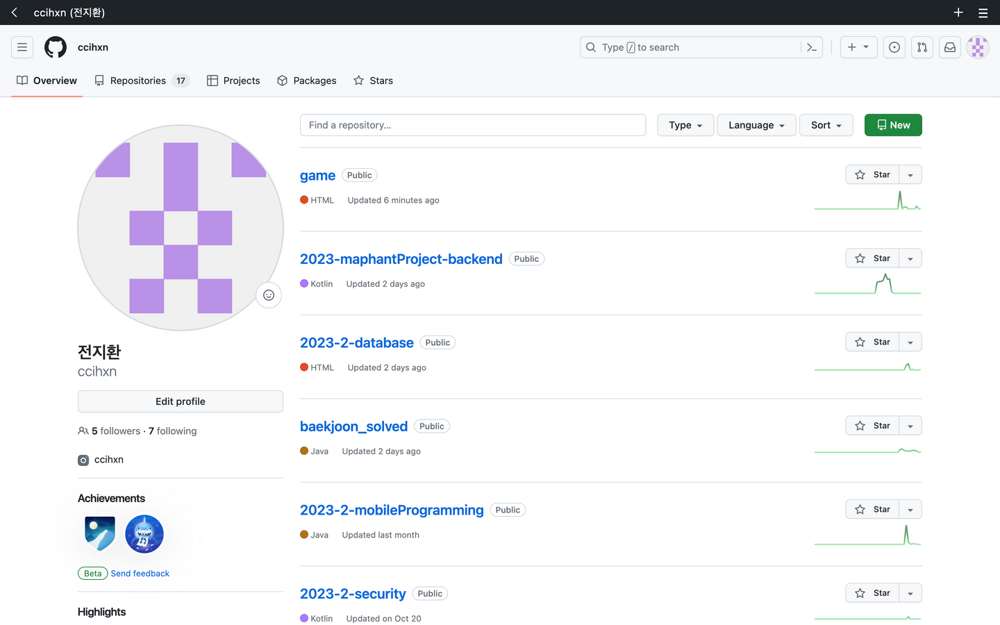 ccihxn (전지환)
ccihxn
Type / to search
Overview
Repositories 17
Projects
Packages
Stars
Find a repository...
Type
Language
Sort
New
game Public
Star
HTML Updated 6 minutes ago
2023-maphantProject-backend Public
Star
Kotlin Updated 2 days ago
2023-2-database Public
Star
HTML Updated 2 days ago
baekjoon_solved Public
Star
Java Updated 2 days ago
2023-2-mobileProgramming Public
Star
Java Updated last month
2023-2-security Public
Star
Kotlin Updated on Oct 20
전지환
ccihxn
Edit profile
5 followers · 7 following
ccihxn
Achievements
Beta Send feedback
Highlights